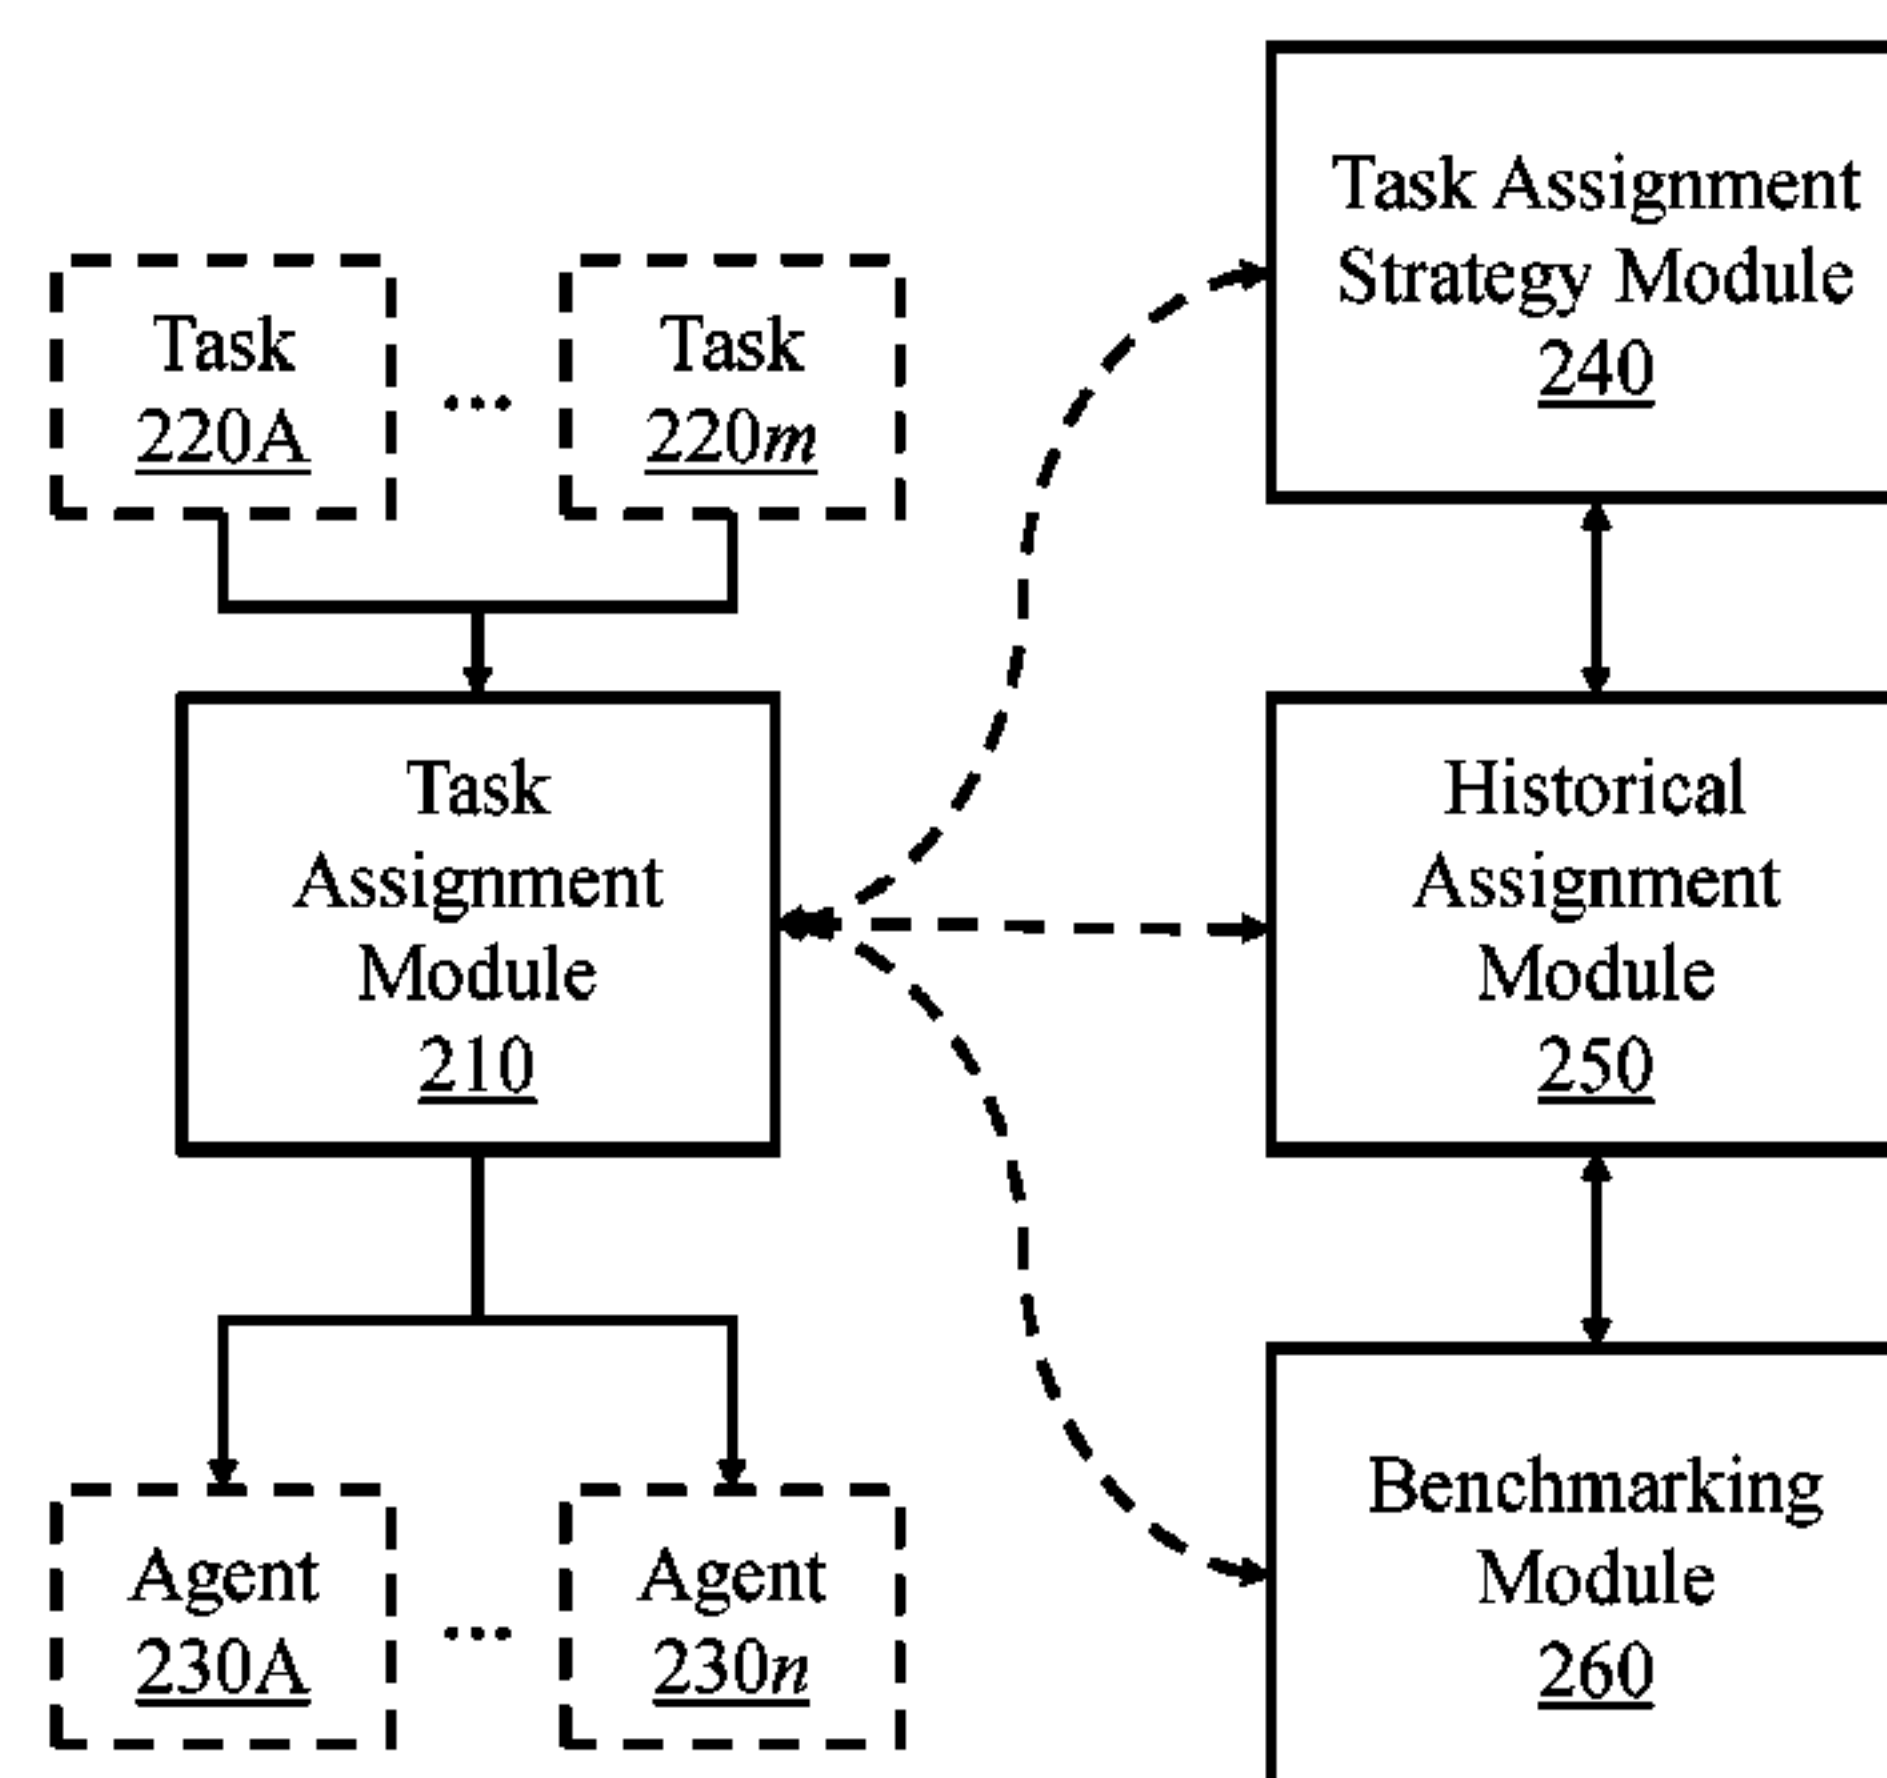 Task Assignment
Strategy Module
240
Task
220A
...
Task
220m
Task
Assignment
Module
210
Historical
Assignment
Module
250
Agent
230A
...
Agent
230n
Benchmarking
Module
260